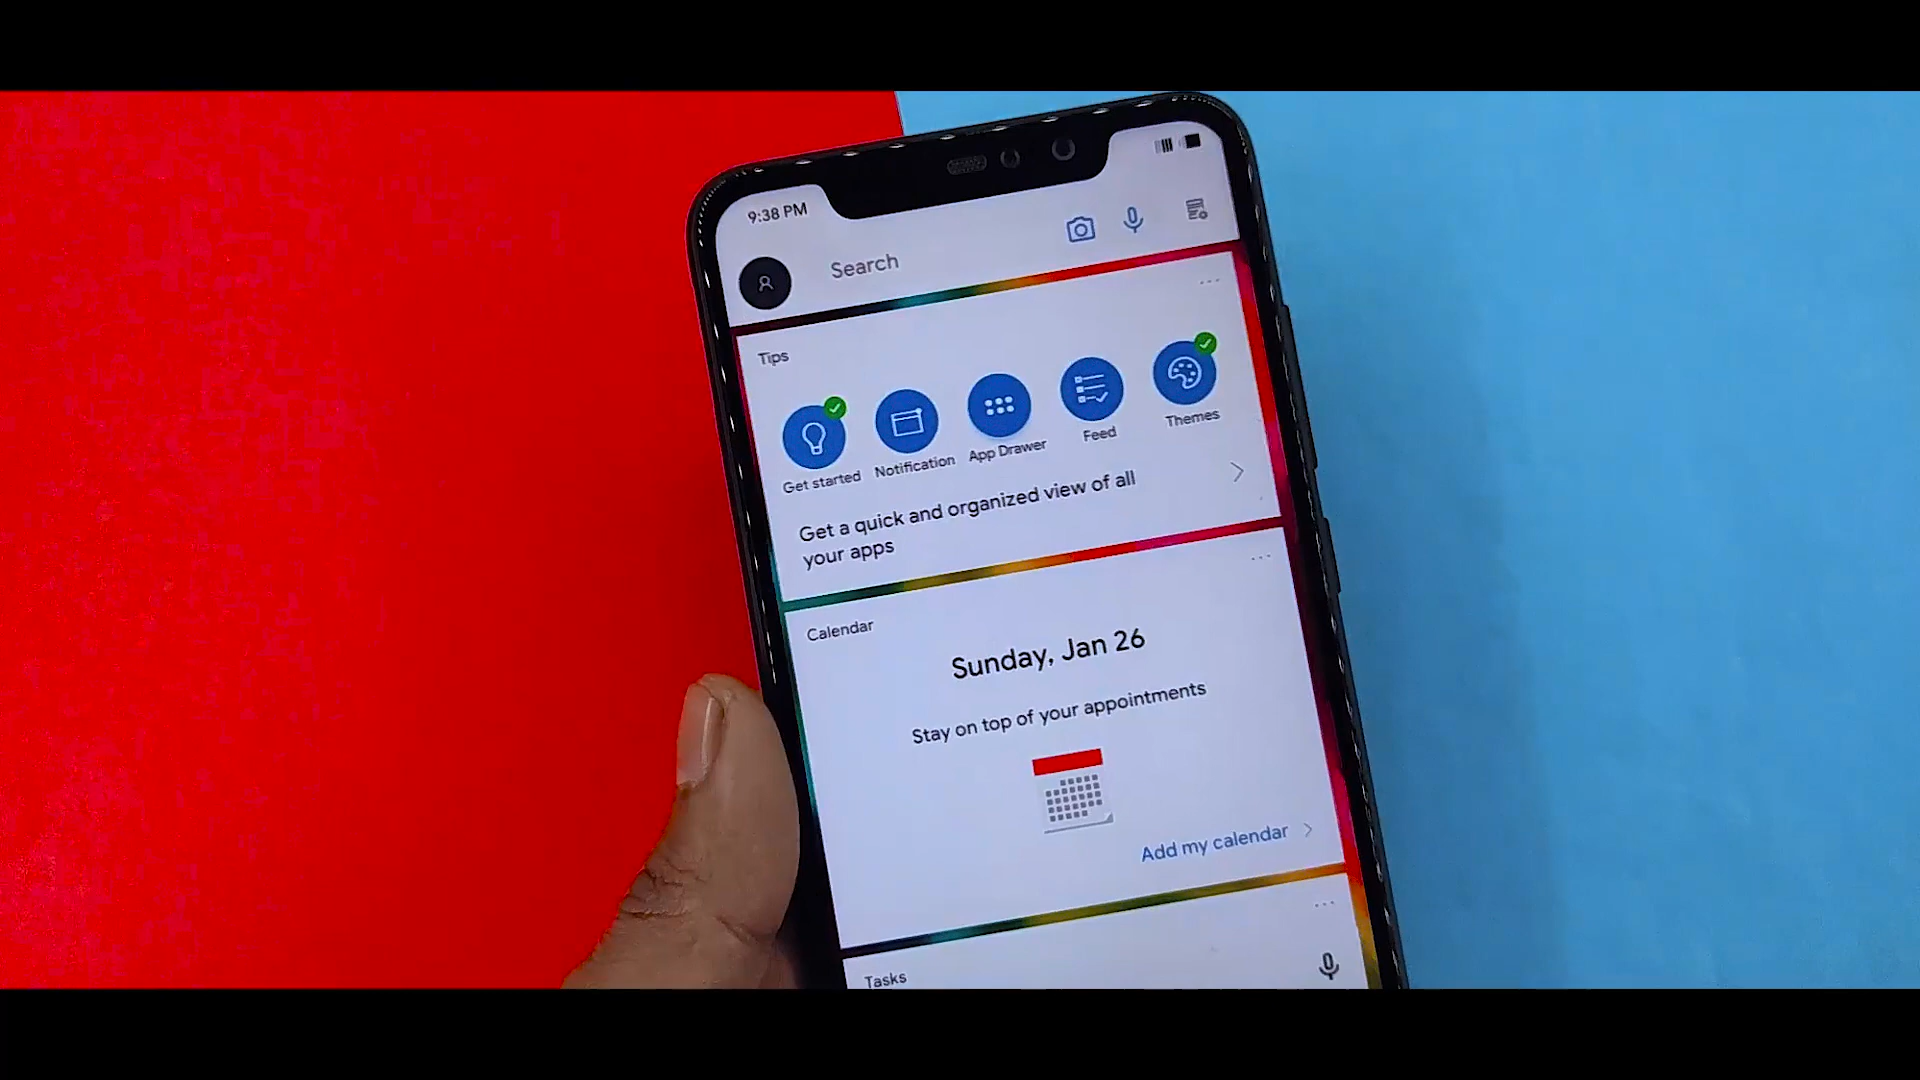 9:38 PM
Search
Tips
Get started
Notification
App Drawer
Feed
Themes
Get a quick and organized view of all
your apps
Calendar
Sunday, Jan 26
Stay on top of your appointments
Add my calendar
Tasks